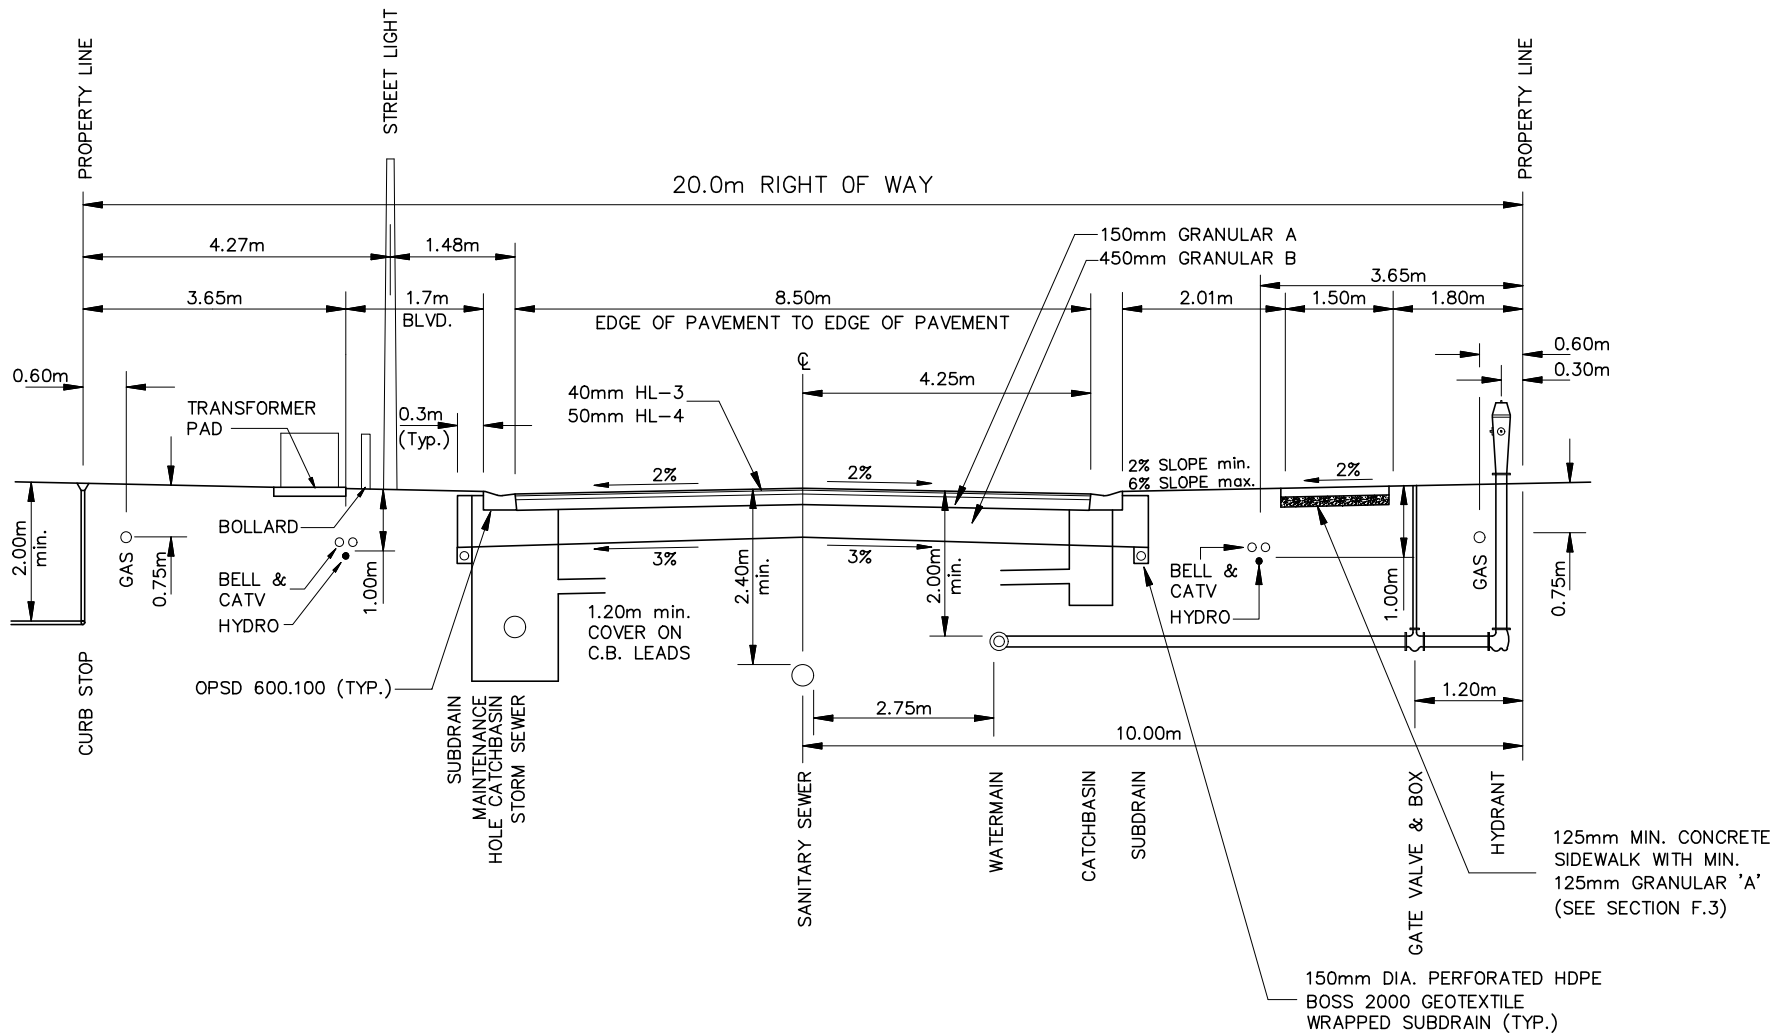 PROPERTY LINE
STREET LIGHT
PROPERTY LINE
20.0m RIGHT OF WAY
4.27m
1.48m
150mm GRANULAR A
450mm GRANULAR B
3.65m
3.65m
1.7m
BLVD.
8.50m
EDGE OF PAVEMENT TO EDGE OF PAVEMENT
2.01m
1.50m
1.80m
0.60m
0.30m
0.60m
℄
4.25m
40mm HL-3
50mm HL-4
TRANSFORMER
PAD
0.3m
(Typ.)
2%
2%
2% SLOPE min.
6% SLOPE max.
2%
BOLLARD
2.00m
min.
GAS
0.75m
BELL &
CATV
HYDRO
1.00m
3%
3%
2.40m
min.
2.00m
min.
1.20m min.
COVER ON
C.B. LEADS
BELL &
CATV
HYDRO
1.00m
GAS
0.75m
OPSD 600.100 (TYP.)
CURB STOP
SUBDRAIN
MAINTENANCE
HOLE CATCHBASIN
STORM SEWER
2.75m
1.20m
10.00m
SANITARY SEWER
WATERMAIN
CATCHBASIN
SUBDRAIN
GATE VALVE & BOX
HYDRANT
125mm MIN. CONCRETE
SIDEWALK WITH MIN.
125mm GRANULAR 'A'
(SEE SECTION F.3)
150mm DIA. PERFORATED HDPE
BOSS 2000 GEOTEXTILE
WRAPPED SUBDRAIN (TYP.)